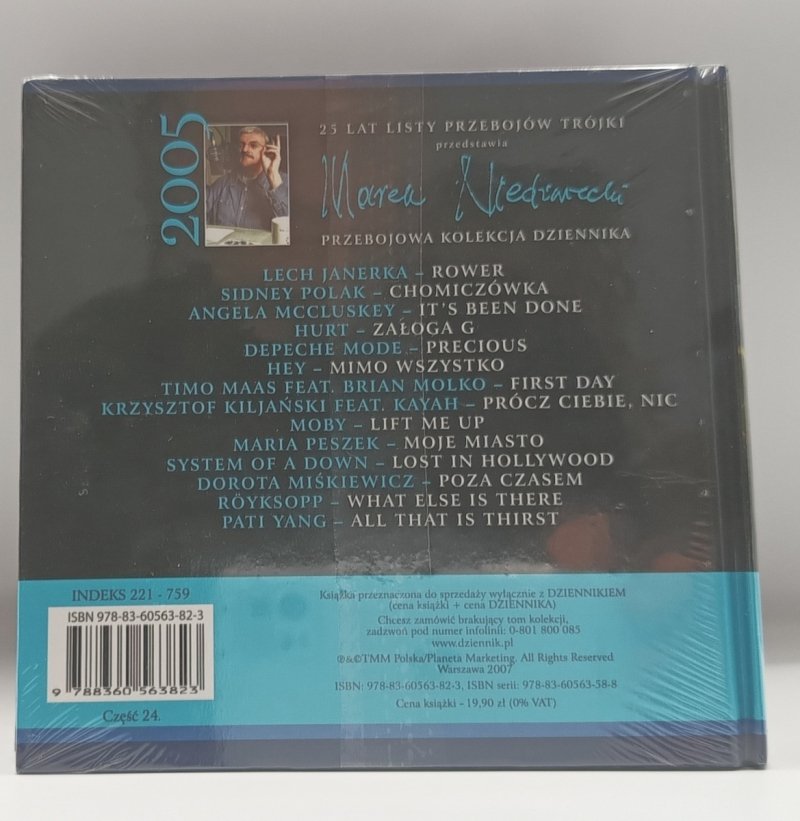 2005
25 LAT LISTY PRZEBOJÓW TRÓJKI
przedstawia
Marek Niedźwiecki
PRZEBOJOWA KOLEKCJA DZIENNIKA
LECH JANERKA – ROWER
SIDNEY POLAK – CHOMICZÓWKA
ANGELA MCCLUSKEY – IT'S BEEN DONE
HURT – ZAŁOGA G
DEPECHE MODE – PRECIOUS
HEY – MIMO WSZYSTKO
TIMO MAAS FEAT. BRIAN MOLKO – FIRST DAY
KRZYSZTOF KILJAŃSKI FEAT. KAYAH – PRÓCZ CIEBIE, NIC
MOBY – LIFT ME UP
MARIA PESZEK – MOJE MIASTO
SYSTEM OF A DOWN – LOST IN HOLLYWOOD
DOROTA MIŚKIEWICZ – POZA CZASEM
RÖYKSOPP – WHAT ELSE IS THERE
PATI YANG – ALL THAT IS THIRST
INDEKS 221 - 759
ISBN 978-83-60563-82-3
9 788360 563823
Część 24.
Książka przeznaczona do sprzedaży wyłącznie z DZIENNIKIEM
(cena książki + cena DZIENNIKA)
Chcesz zamówić brakujący tom kolekcji,
zadzwoń pod numer infolinii: 0-801 800 085
www.dziennik.pl
℗&©TMM Polska/Planeta Marketing. All Rights Reserved
Warszawa 2007
ISBN: 978-83-60563-82-3, ISBN serii: 978-83-60563-58-8
Cena książki - 19,90 zł (0% VAT)